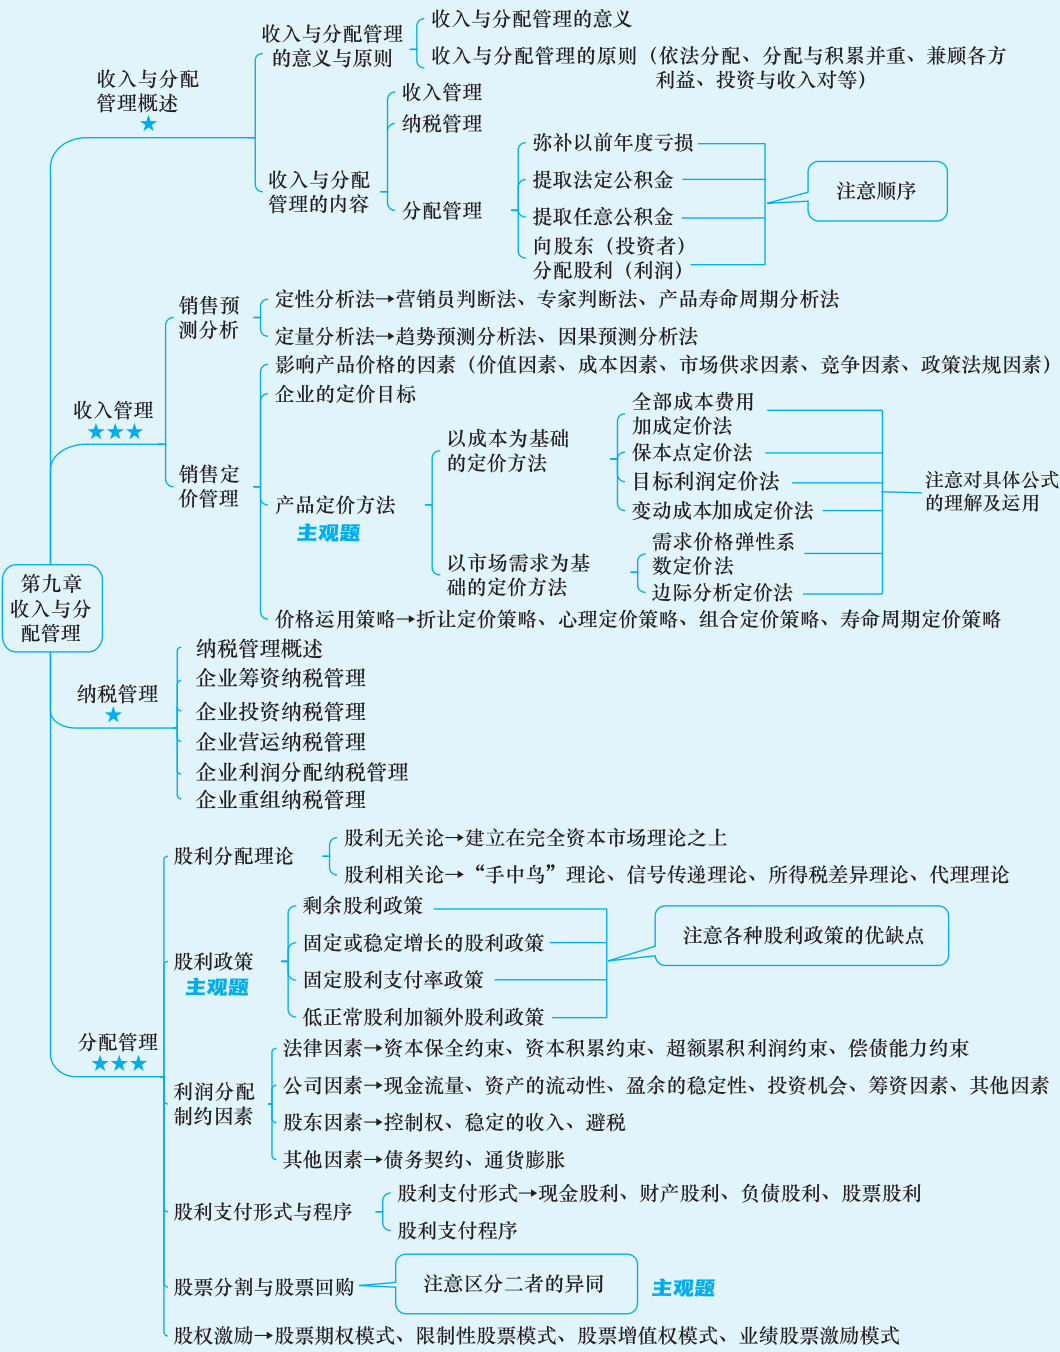 第九章
收入与分
配管理
收入与分配
管理概述
★
收入与分配管理
的意义与原则
收入与分配管理的意义
收入与分配管理的原则（依法分配、分配与积累并重、兼顾各方
利益、投资与收入对等）
收入与分配
管理的内容
收入管理
纳税管理
分配管理
弥补以前年度亏损
提取法定公积金
提取任意公积金
向股东（投资者）
分配股利（利润）
注意顺序
收入管理
★★★
销售预
测分析
定性分析法→营销员判断法、专家判断法、产品寿命周期分析法
定量分析法→趋势预测分析法、因果预测分析法
销售定
价管理
影响产品价格的因素（价值因素、成本因素、市场供求因素、竞争因素、政策法规因素）
企业的定价目标
产品定价方法
主观题
以成本为基础
的定价方法
全部成本费用
加成定价法
保本点定价法
目标利润定价法
变动成本加成定价法
以市场需求为基
础的定价方法
需求价格弹性系
数定价法
边际分析定价法
注意对具体公式
的理解及运用
价格运用策略→折让定价策略、心理定价策略、组合定价策略、寿命周期定价策略
纳税管理
★
纳税管理概述
企业筹资纳税管理
企业投资纳税管理
企业营运纳税管理
企业利润分配纳税管理
企业重组纳税管理
分配管理
★★★
股利分配理论
股利无关论→建立在完全资本市场理论之上
股利相关论→“手中鸟”理论、信号传递理论、所得税差异理论、代理理论
股利政策
主观题
剩余股利政策
固定或稳定增长的股利政策
固定股利支付率政策
低正常股利加额外股利政策
注意各种股利政策的优缺点
利润分配
制约因素
法律因素→资本保全约束、资本积累约束、超额累积利润约束、偿债能力约束
公司因素→现金流量、资产的流动性、盈余的稳定性、投资机会、筹资因素、其他因素
股东因素→控制权、稳定的收入、避税
其他因素→债务契约、通货膨胀
股利支付形式与程序
股利支付形式→现金股利、财产股利、负债股利、股票股利
股利支付程序
股票分割与股票回购
注意区分二者的异同
主观题
股权激励→股票期权模式、限制性股票模式、股票增值权模式、业绩股票激励模式